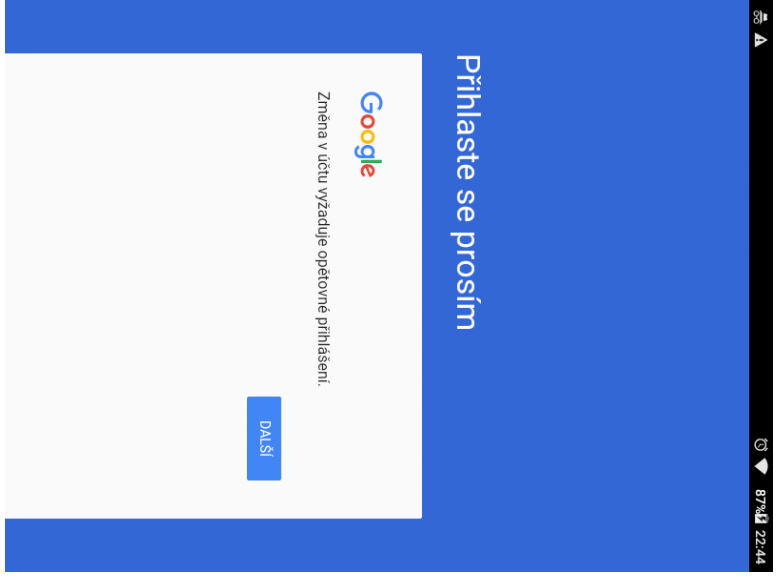 87% 22:44
Přihlaste se prosím
Google
Změna v účtu vyžaduje opětovné přihlášení.
DALŠÍ